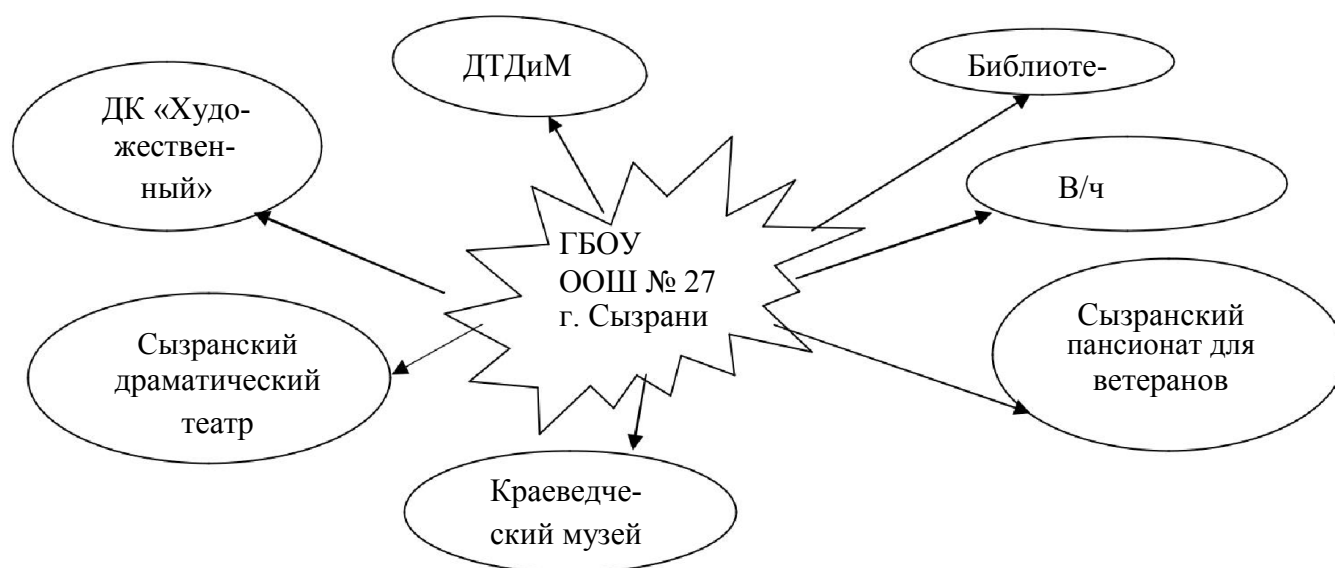 ДТДиМ
Библиоте-
ДК «Худо-
жествен-
ный»
В/ч
ГБОУ
ООШ № 27
г. Сызрани
Сызранский
драматический
театр
Сызранский
пансионат для
ветеранов
Краеведче-
ский музей